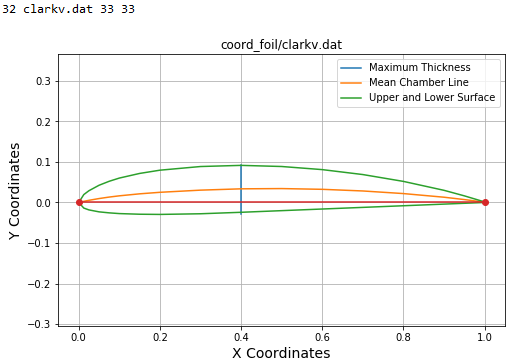 32 clarkv.dat 33 33
coord_foil/clarkv.dat
Maximum Thickness
Mean Chamber Line
Upper and Lower Surface
0.3
0.2
0.1
0.0
−0.1
−0.2
−0.3
Y Coordinates
0.0 0.2 0.4 0.6 0.8 1.0
X Coordinates